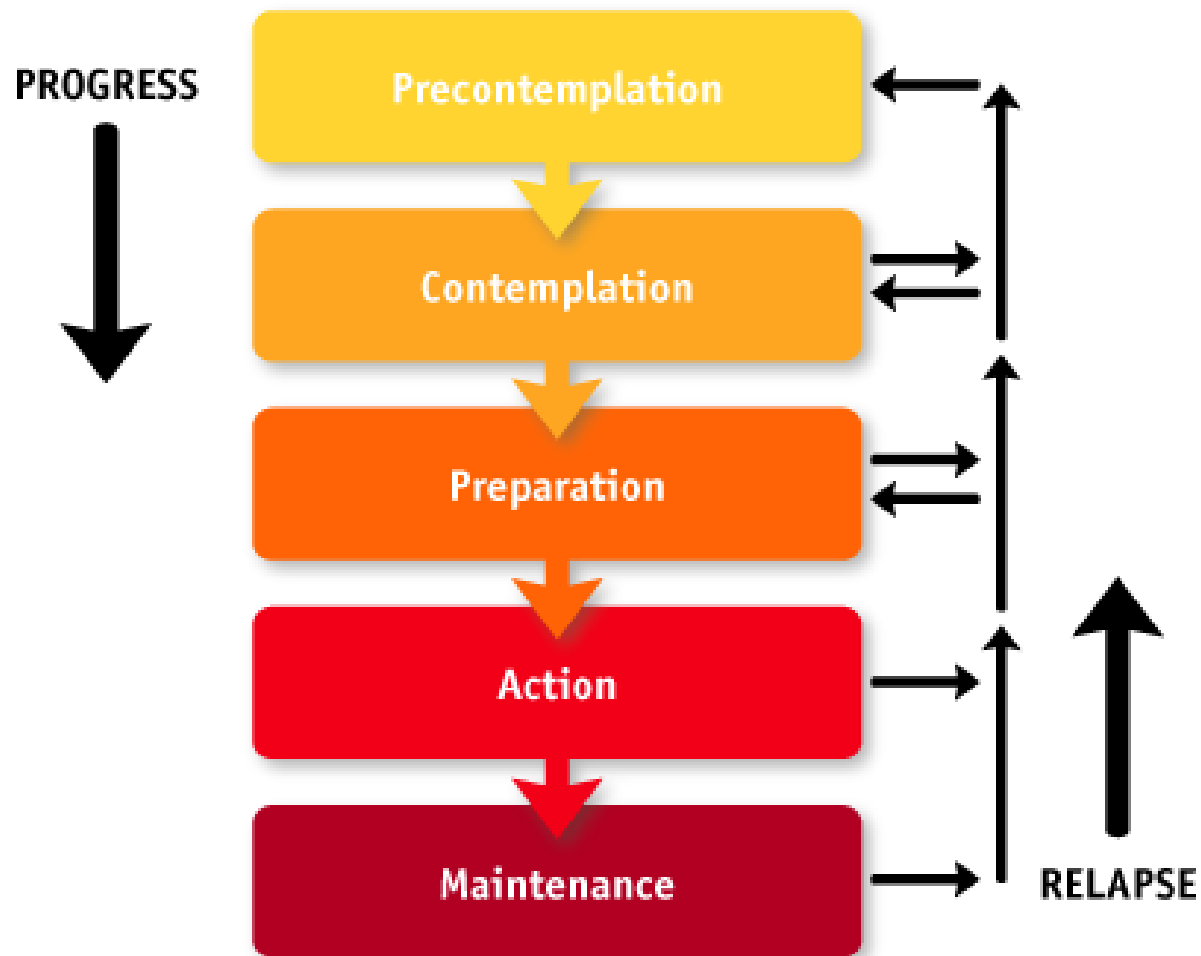 PROGRESS
Precontemplation
Contemplation
Preparation
Action
Maintenance
RELAPSE